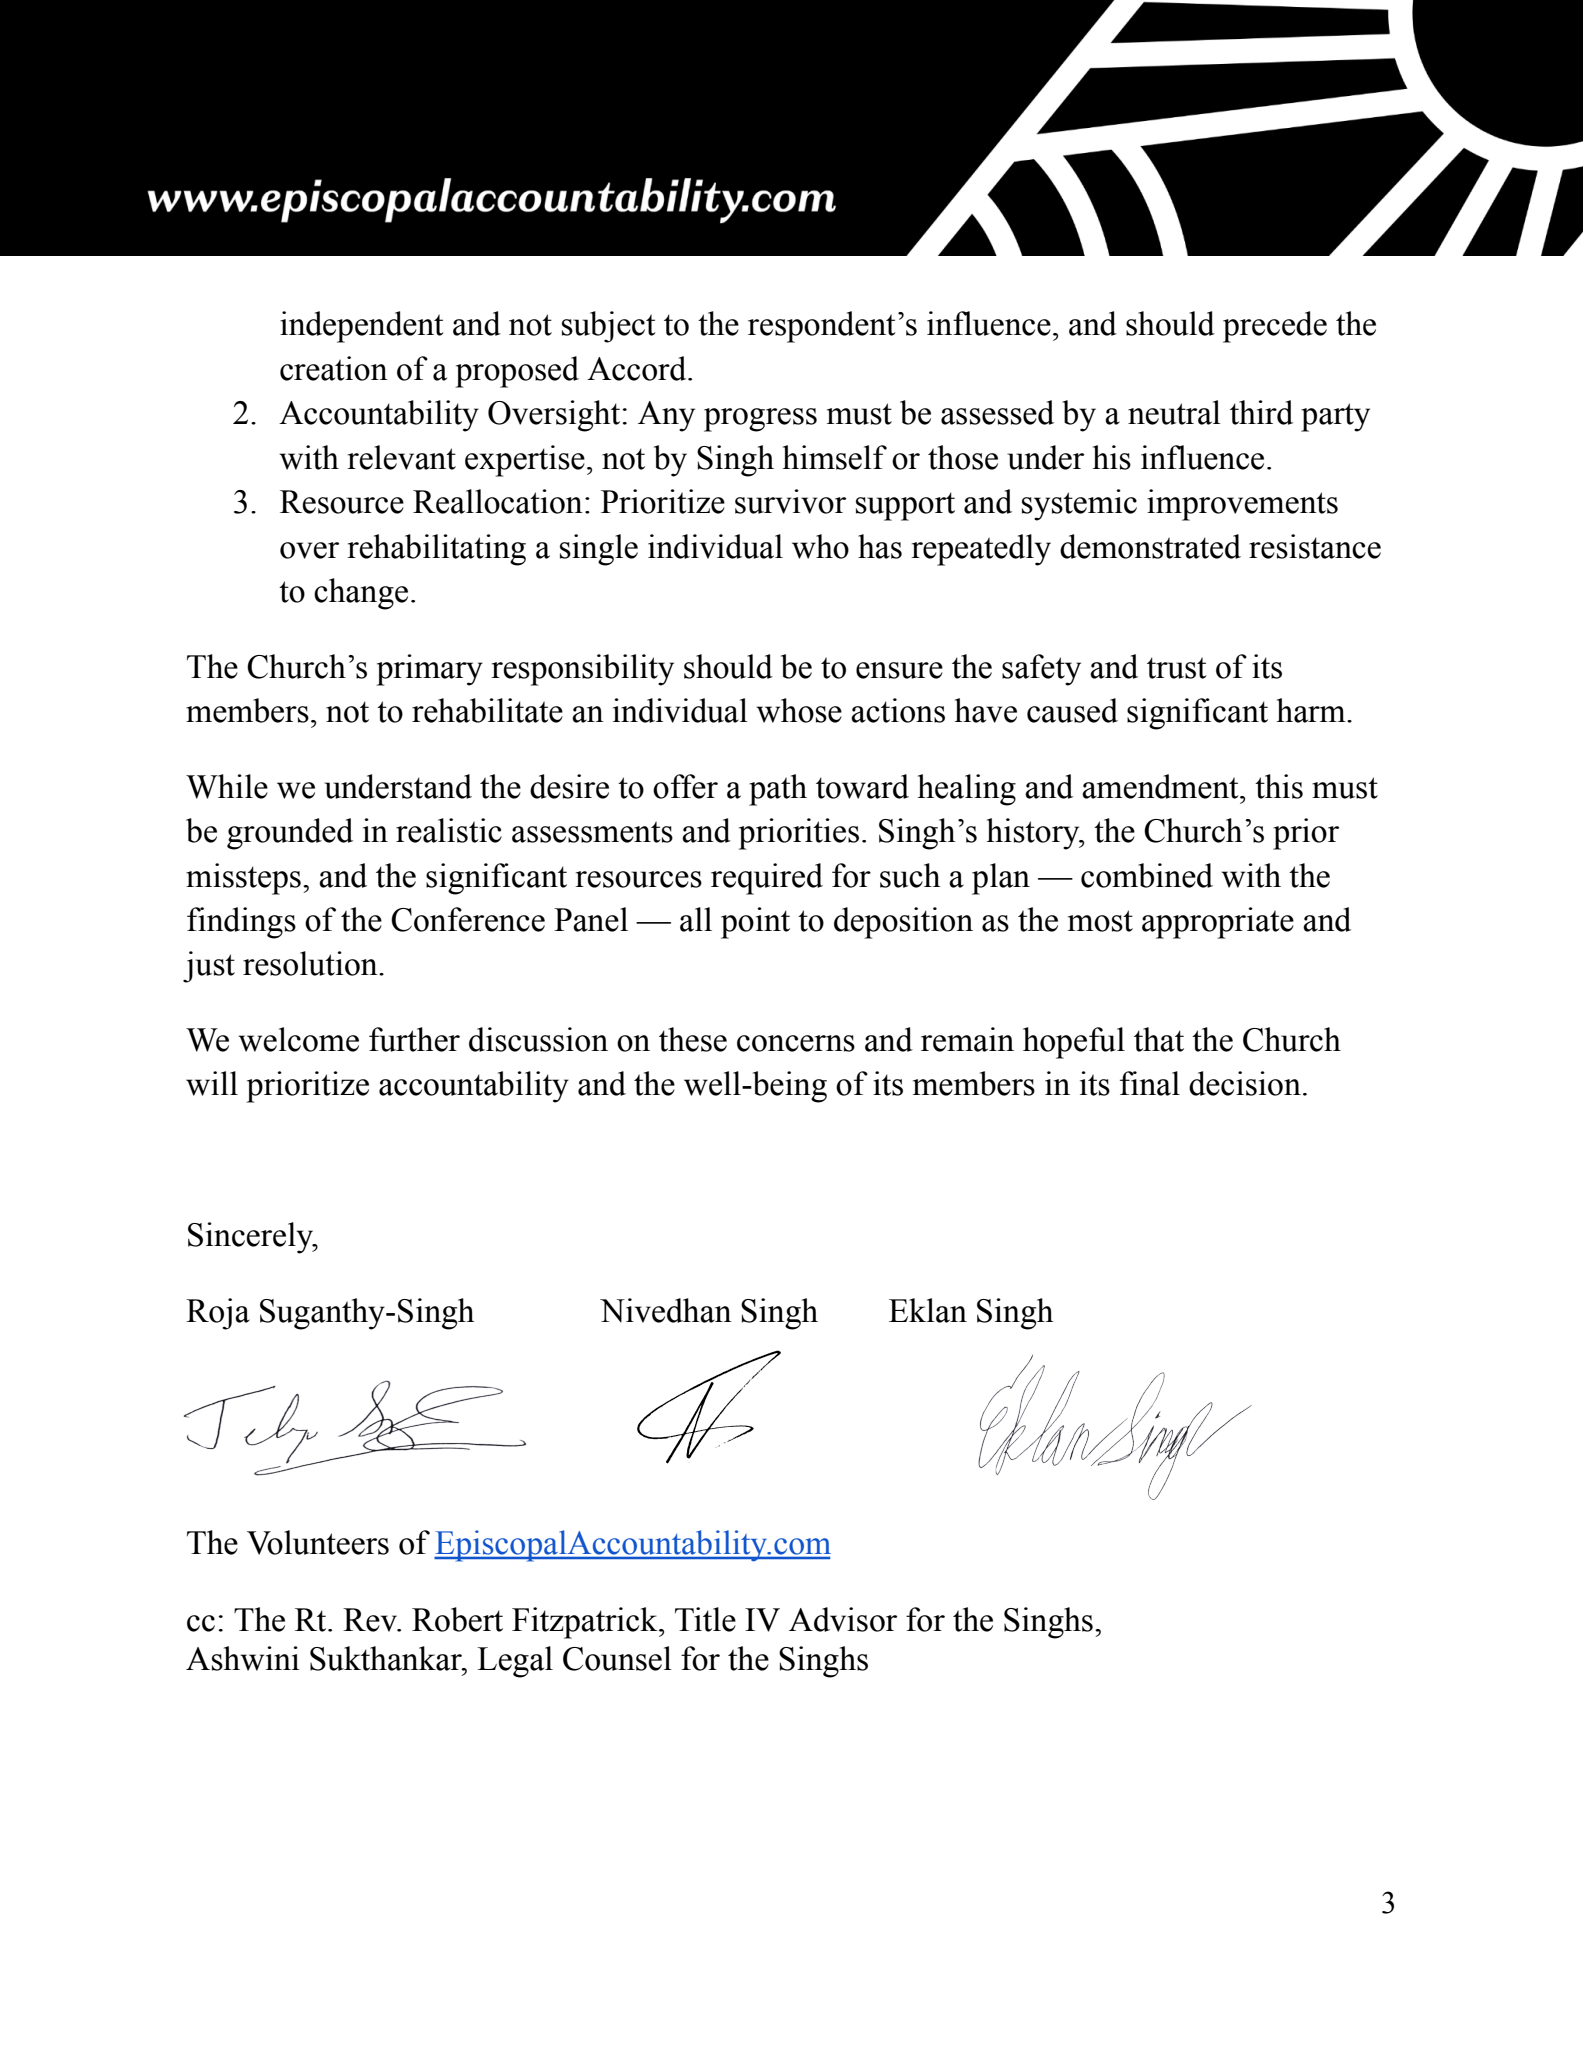 www.episcopalaccountability.com
independent and not subject to the respondent’s influence, and should precede the
creation of a proposed Accord.
2. Accountability Oversight: Any progress must be assessed by a neutral third party
with relevant expertise, not by Singh himself or those under his influence.
3. Resource Reallocation: Prioritize survivor support and systemic improvements
over rehabilitating a single individual who has repeatedly demonstrated resistance
to change.
The Church’s primary responsibility should be to ensure the safety and trust of its
members, not to rehabilitate an individual whose actions have caused significant harm.
While we understand the desire to offer a path toward healing and amendment, this must
be grounded in realistic assessments and priorities. Singh’s history, the Church’s prior
missteps, and the significant resources required for such a plan — combined with the
findings of the Conference Panel — all point to deposition as the most appropriate and
just resolution.
We welcome further discussion on these concerns and remain hopeful that the Church
will prioritize accountability and the well-being of its members in its final decision.
Sincerely,
Roja Suganthy-Singh Nivedhan Singh Eklan Singh
Eklan Singh
The Volunteers of EpiscopalAccountability.com
cc: The Rt. Rev. Robert Fitzpatrick, Title IV Advisor for the Singhs,
Ashwini Sukthankar, Legal Counsel for the Singhs
3